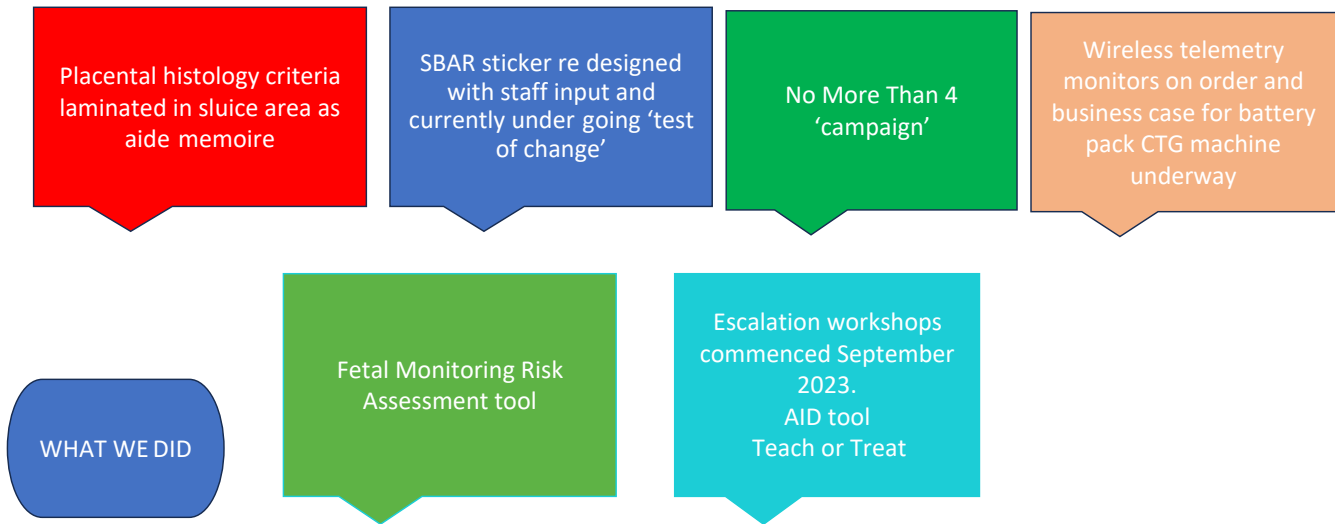 Placental histology criteria
laminated in sluice area as
aide memoire
SBAR sticker re designed
with staff input and
currently under going ‘test
of change’
No More Than 4
‘campaign’
Wireless telemetry
monitors on order and
business case for battery
pack CTG machine
underway
Fetal Monitoring Risk
Assessment tool
Escalation workshops
commenced September
2023.
AID tool
Teach or Treat
WHAT WE DID